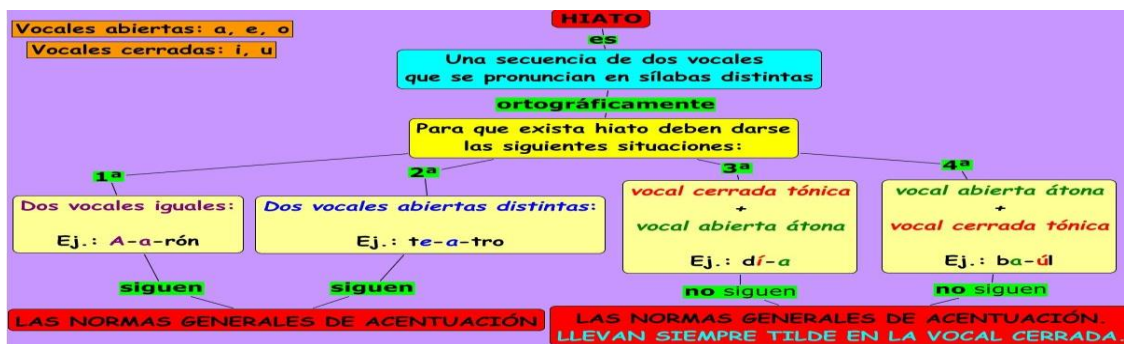 Vocales abiertas: a, e, o
Vocales cerradas: i, u
HIATO
es
Una secuencia de dos vocales
que se pronuncian en sílabas distintas
ortográficamente
Para que exista hiato deben darse
las siguientes situaciones:
1ª
Dos vocales iguales:
Ej.: A-a-rón
siguen
2ª
Dos vocales abiertas distintas:
Ej.: te-a-tro
siguen
LAS NORMAS GENERALES DE ACENTUACIÓN
3ª
vocal cerrada tónica
+
vocal abierta átona
Ej.: dí-a
no siguen
4ª
vocal abierta átona
+
vocal cerrada tónica
Ej.: ba-úl
no siguen
LAS NORMAS GENERALES DE ACENTUACIÓN.
LLEVAN SIEMPRE TILDE EN LA VOCAL CERRADA.